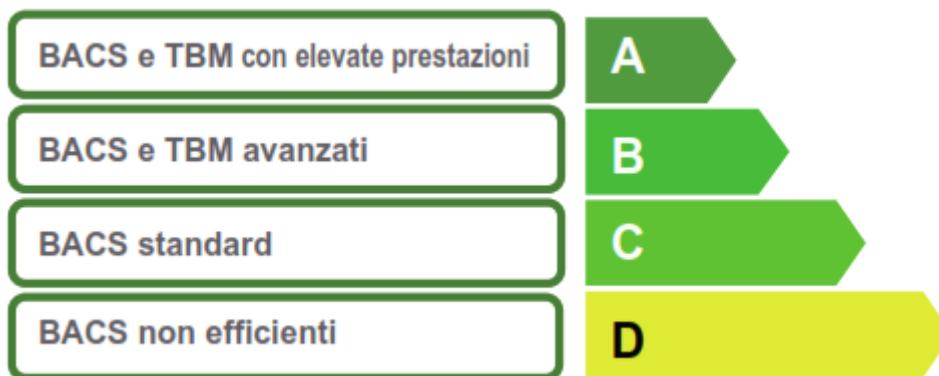 BACS e TBM con elevate prestazioni A
BACS e TBM avanzati B
BACS standard C
BACS non efficienti D